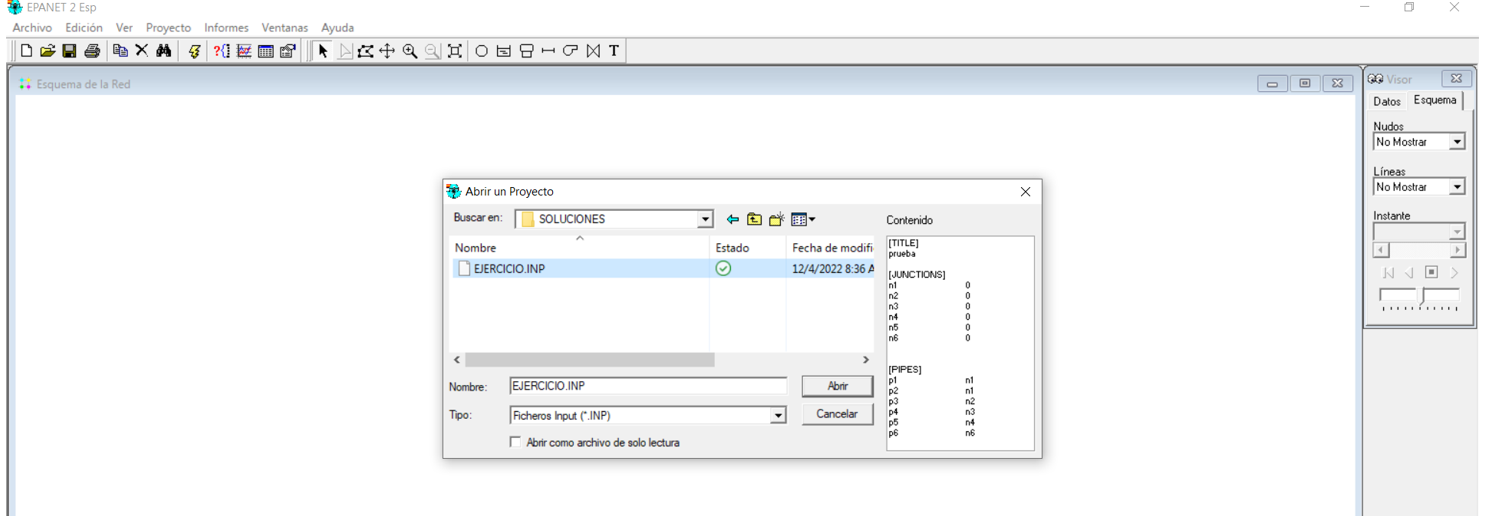 EPANET 2 Esp
Archivo Edición Ver Proyecto Informes Ventanas Ayuda
T
Esquema de la Red
Visor
Datos Esquema
Nudos
No Mostrar
Líneas
No Mostrar
Instante
Abrir un Proyecto
Buscar en: SOLUCIONES
Contenido
Nombre Estado Fecha de modifi
EJERCICIO.INP 12/4/2022 8:36 A
Nombre: EJERCICIO.INP Abrir
Tipo: Ficheros Input (*.INP) Cancelar
Abrir como archivo de solo lectura
[TITLE]
prueba
[JUNCTIONS]
n1 0
n2 0
n3 0
n4 0
n5 0
n6 0
[PIPES]
p1 n1
p2 n1
p3 n2
p4 n3
p5 n4
p6 n6